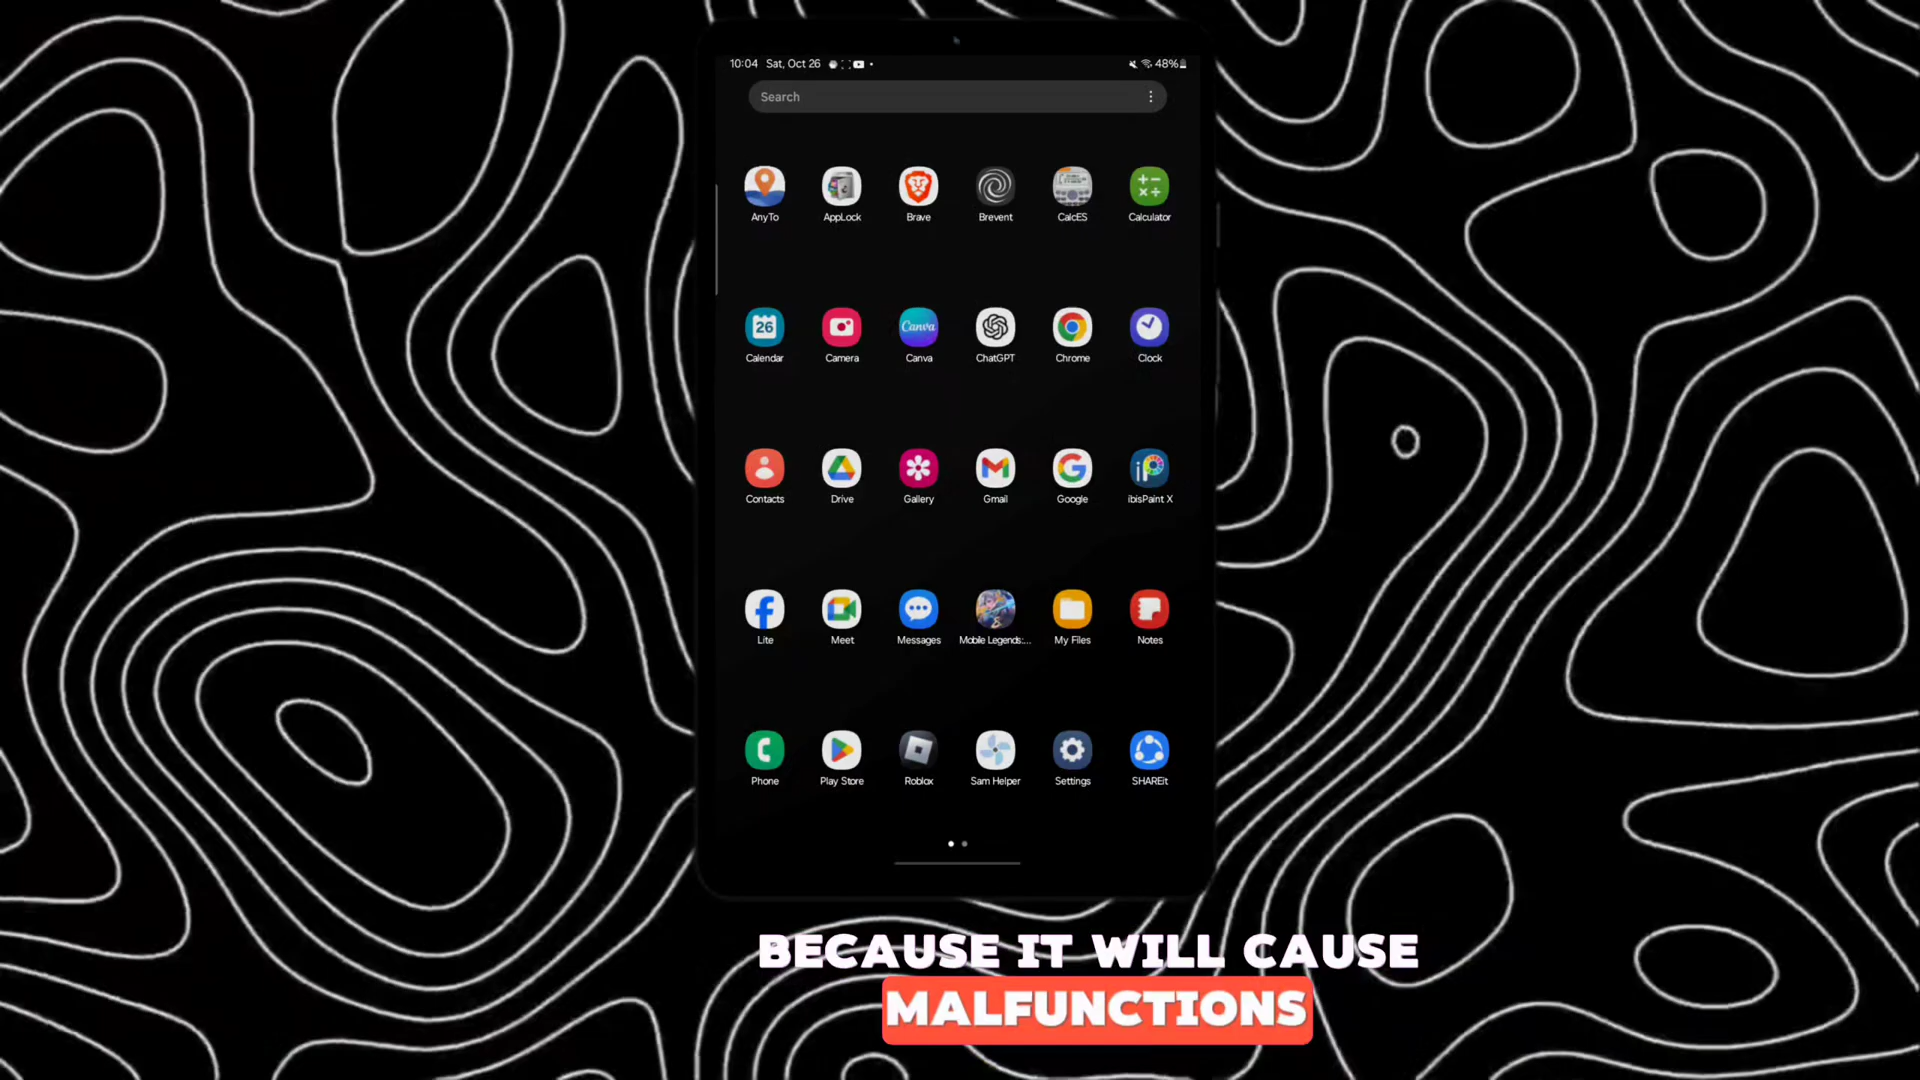 10:04 Sat, Oct 26 48%
Search
AnyTo AppLock Brave Brevent CalcES Calculator
26 Canva
Calendar Camera Canva ChatGPT Chrome Clock
Contacts Drive Gallery Gmail Google ibisPaint X
Lite Meet Messages Mobile Legends:... My Files Notes
Phone Play Store Roblox Sam Helper Settings SHAREit
BECAUSE IT WILL CAUSE
MALFUNCTIONS